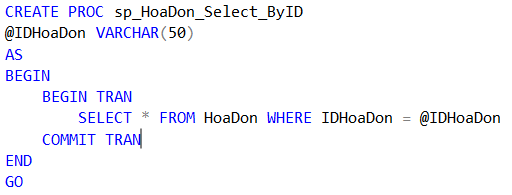 CREATE PROC sp_HoaDon_Select_ByID
@IDHoaDon VARCHAR(50)
AS
BEGIN
    BEGIN TRAN
        SELECT * FROM HoaDon WHERE IDHoaDon = @IDHoaDon
    COMMIT TRAN
END
GO